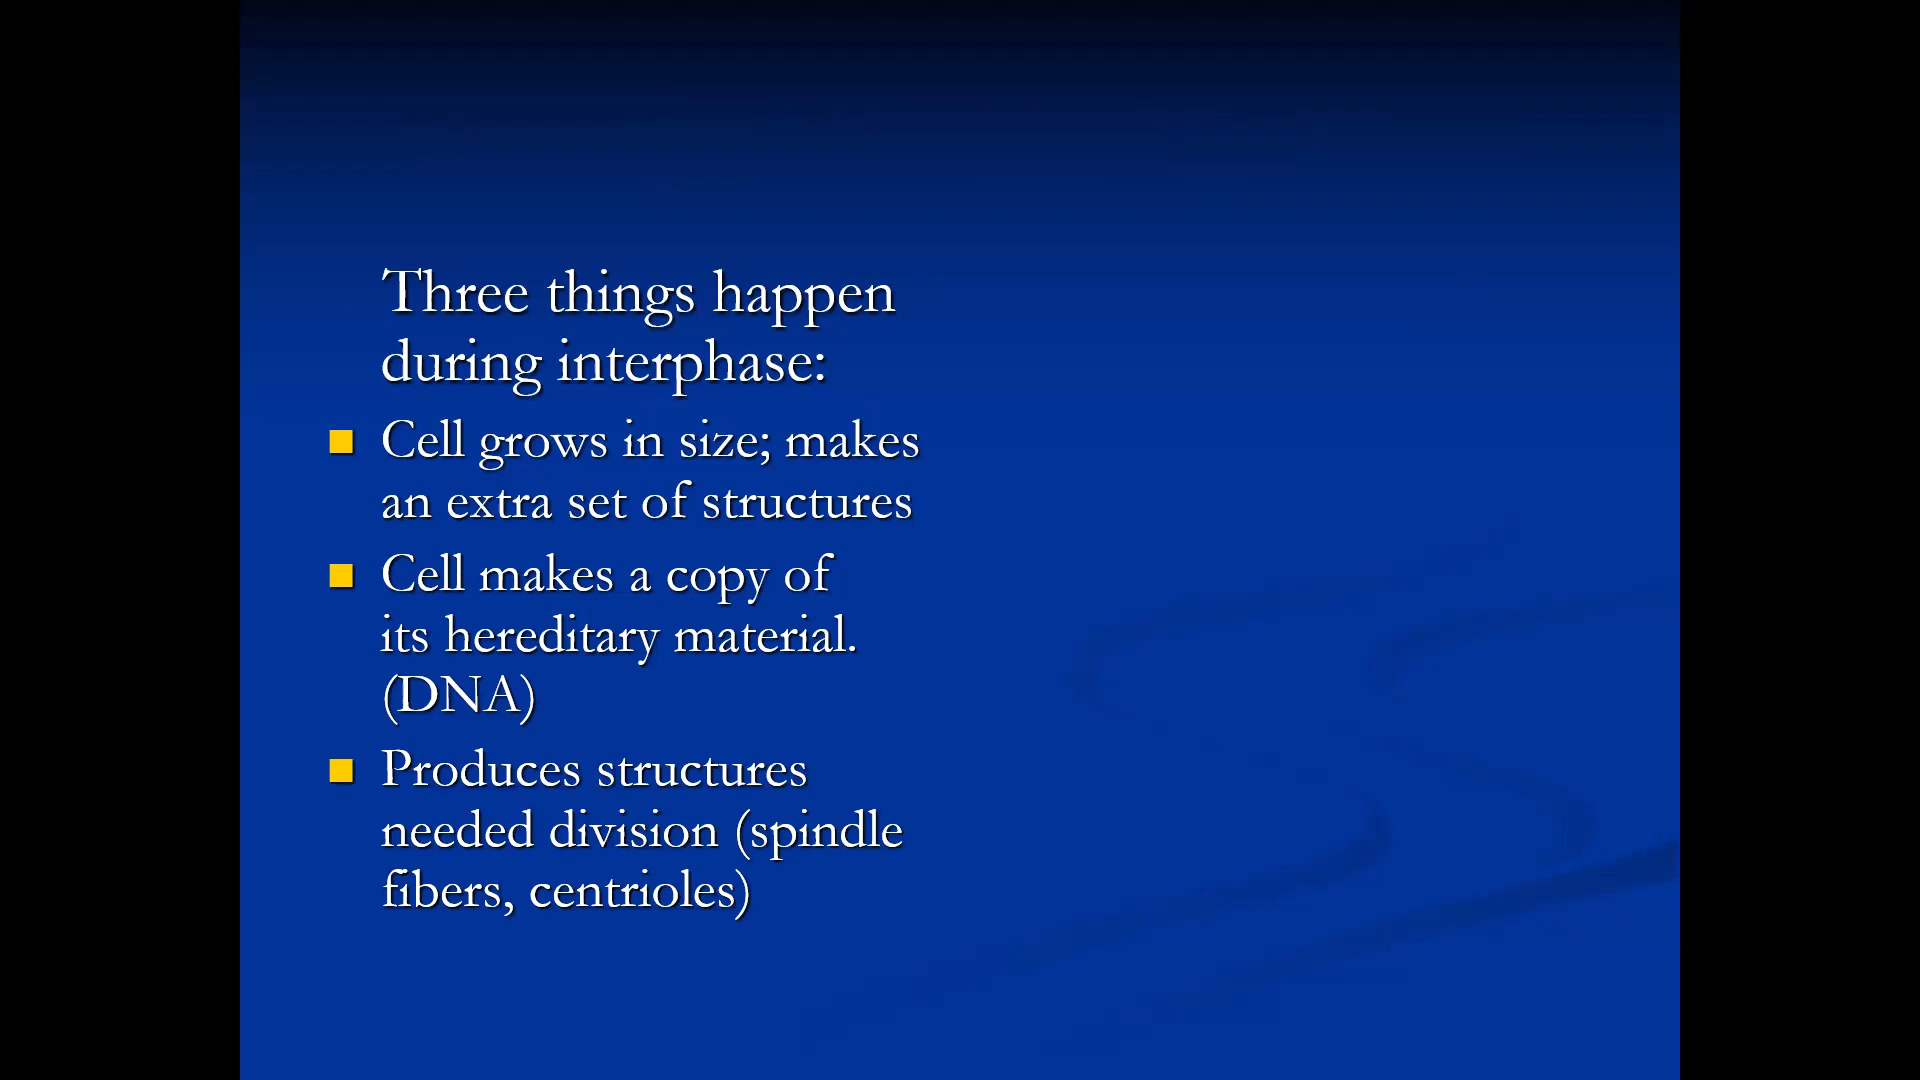 Three things happen
during interphase:
Cell grows in size; makes
an extra set of structures
Cell makes a copy of
its hereditary material.
(DNA)
Produces structures
needed division (spindle
fibers, centrioles)